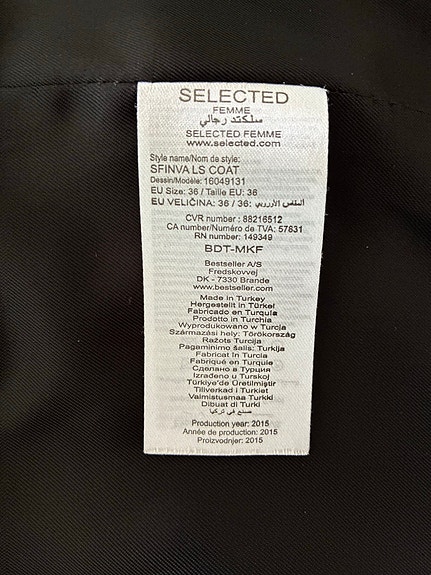 SELECTED
FEMME
سلكتد رجالي
SELECTED FEMME
www.selected.com
Style name/Nom de style:
SFINVA LS COAT
Dessin/Modèle: 16049131
EU Size: 36 / Taille EU: 36
EU VELIČINA: 36 / 36: المقاس الأوروبي
CVR number : 88216512
CA number/Numéro de TVA: 57831
RN number: 149349
BDT-MKF
Bestseller A/S
Fredskovvej
DK - 7330 Brande
www.bestseller.com
Made in Turkey
Hergestellt in Türkei
Fabricado en Turquía
Prodotto in Turchia
Wyprodukowano w Turcja
Származási hely: Törökország
Ražots Turcija
Pagaminimo šalis: Turkija
Fabricat în Turcia
Fabriqué en Turquie
Сделано в Турция
Izrađeno u Turskoj
Türkiye'de Üretilmiştir
Tillverkad i Turkiet
Valmistusmaa Turkki
Dibuat di Turki
صنع في تركيا
Production year: 2015
Année de production: 2015
Proizvodnjer: 2015